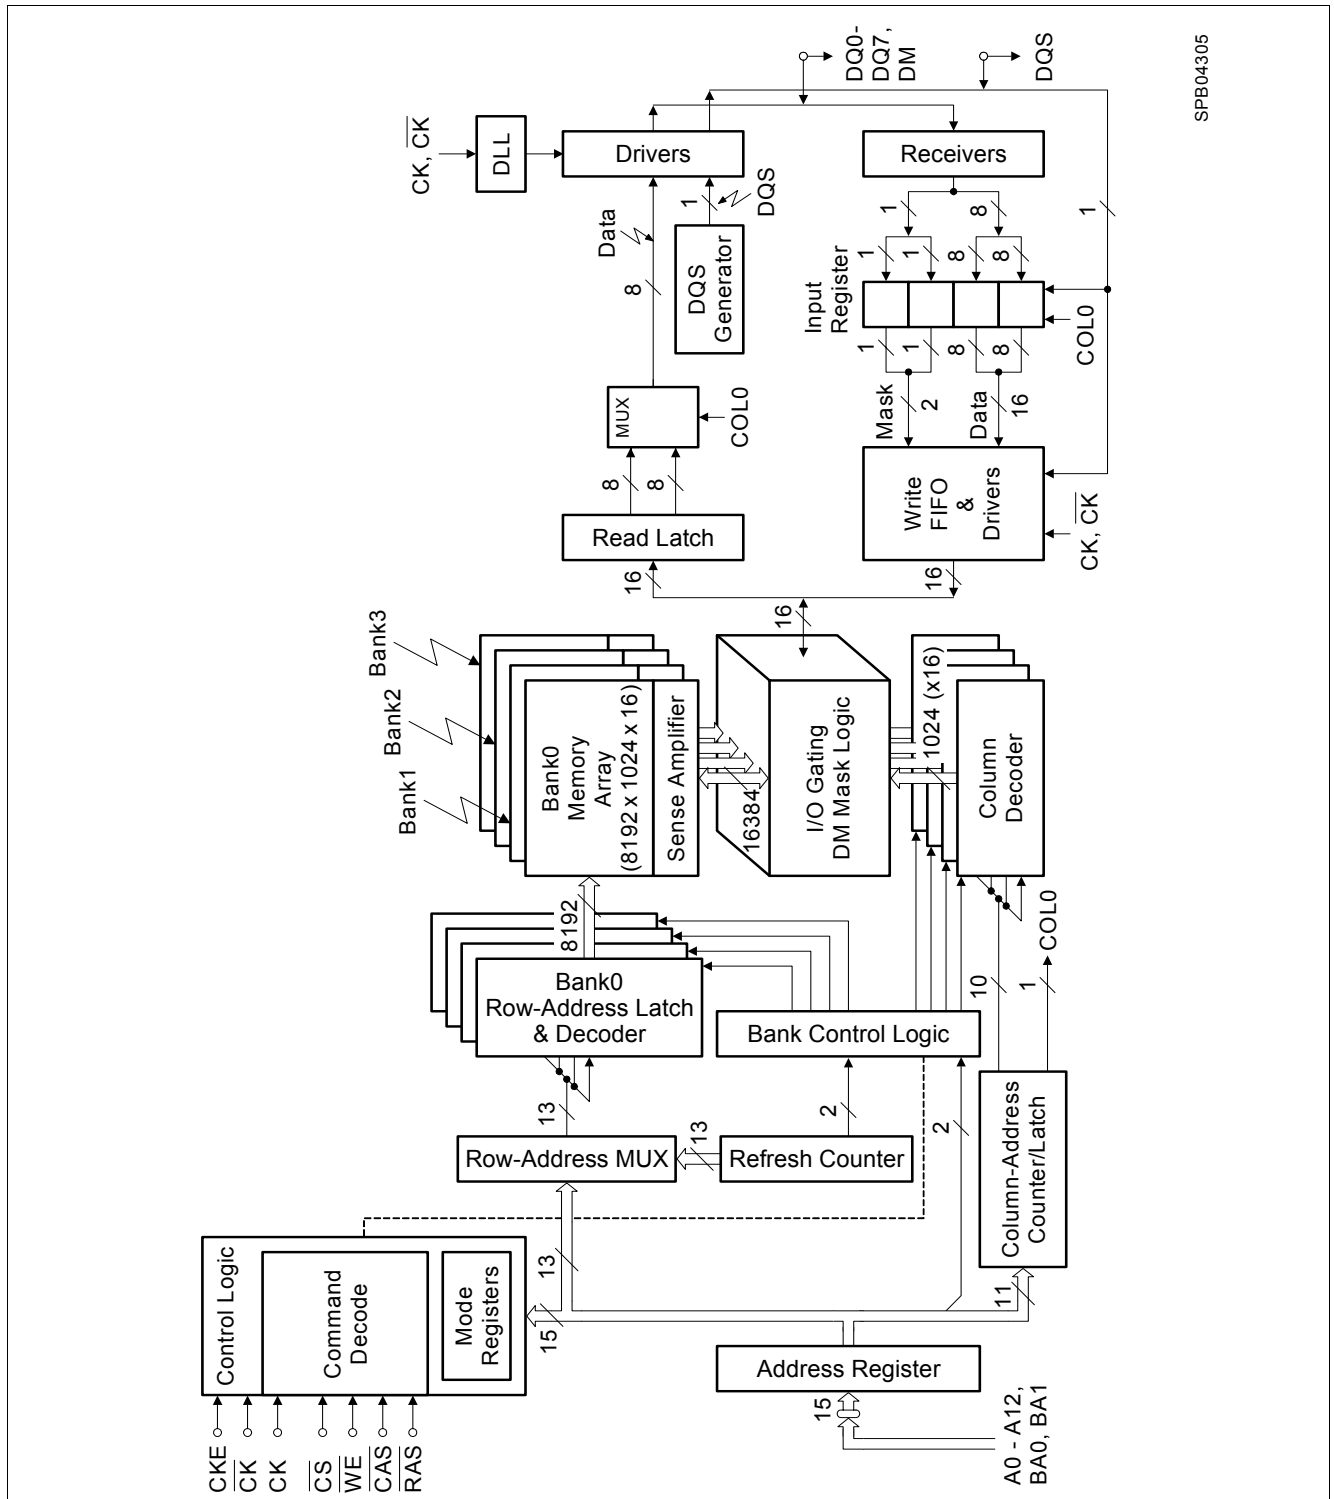 CKE
CK
CK
CS
WE
CAS
RAS
Control Logic
Command
Decode
Mode
Registers
15
13
Address Register
15
A0 - A12,
BA0, BA1
11
Row-Address MUX
13
Refresh Counter
2
2
Column-Address
Counter/Latch
13
Bank0
Row-Address Latch
& Decoder
Bank Control Logic
10
1
COL0
8192
Bank1
Bank2
Bank3
Bank0
Memory
Array
(8192 x 1024 x 16)
Sense Amplifier
16384
I/O Gating
DM Mask Logic
1024 (x16)
Column
Decoder
16
16
16
Read Latch
8
8
MUX
COL0
8
Data
DQS
Generator
1
DQS
CK, CK
DLL
Drivers
DQ0-
DQ7,
DM
DQS
Receivers
1
8
1
1
8
8
1
Input
Register
COL0
1
1
8
8
Mask
2
Data
16
Write
FIFO
&
Drivers
CK, CK
SPB04305